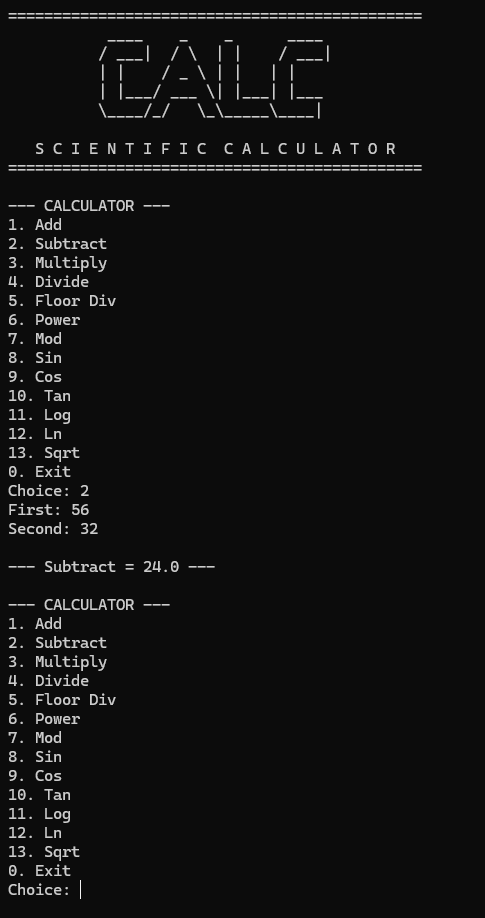 ==============================================
           ____    _    _      ____
          / ___|  / \  | |    / ___|
          | |    / _ \ | |   | |
          | |___/ ___ \| |___| |___
          \____/_/   \_\_____\____|

   S C I E N T I F I C  C A L C U L A T O R
==============================================

--- CALCULATOR ---
1. Add
2. Subtract
3. Multiply
4. Divide
5. Floor Div
6. Power
7. Mod
8. Sin
9. Cos
10. Tan
11. Log
12. Ln
13. Sqrt
0. Exit
Choice: 2
First: 56
Second: 32

--- Subtract = 24.0 ---

--- CALCULATOR ---
1. Add
2. Subtract
3. Multiply
4. Divide
5. Floor Div
6. Power
7. Mod
8. Sin
9. Cos
10. Tan
11. Log
12. Ln
13. Sqrt
0. Exit
Choice: